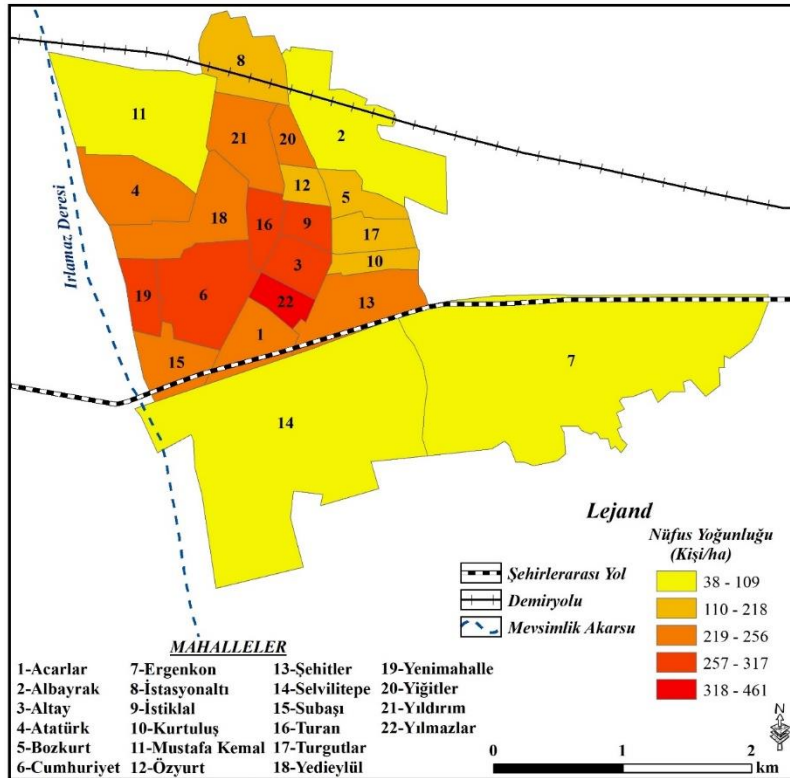 8
11
2
21
20
12
5
4
18
16
9
17
10
3
19
6
22
13
1
15
7
14
Irlamaz Deresi
Lejand
Nüfus Yoğunluğu
(Kişi/ha)
38 - 109
110 - 218
219 - 256
257 - 317
318 - 461
Şehirlerarası Yol
Demiryolu
Mevsimlik Akarsu
MAHALLELER
1-Acarlar 7-Ergenkon 13-Şehitler 19-Yenimahalle
2-Albayrak 8-İstasyonaltı 14-Selvilitepe 20-Yiğitler
3-Altay 9-İstiklal 15-Subaşı 21-Yıldırım
4-Atatürk 10-Kurtuluş 16-Turan 22-Yılmazlar
5-Bozkurt 11-Mustafa Kemal 17-Turgutlar
6-Cumhuriyet 12-Özyurt 18-Yedieylül
N
0 1 2
km